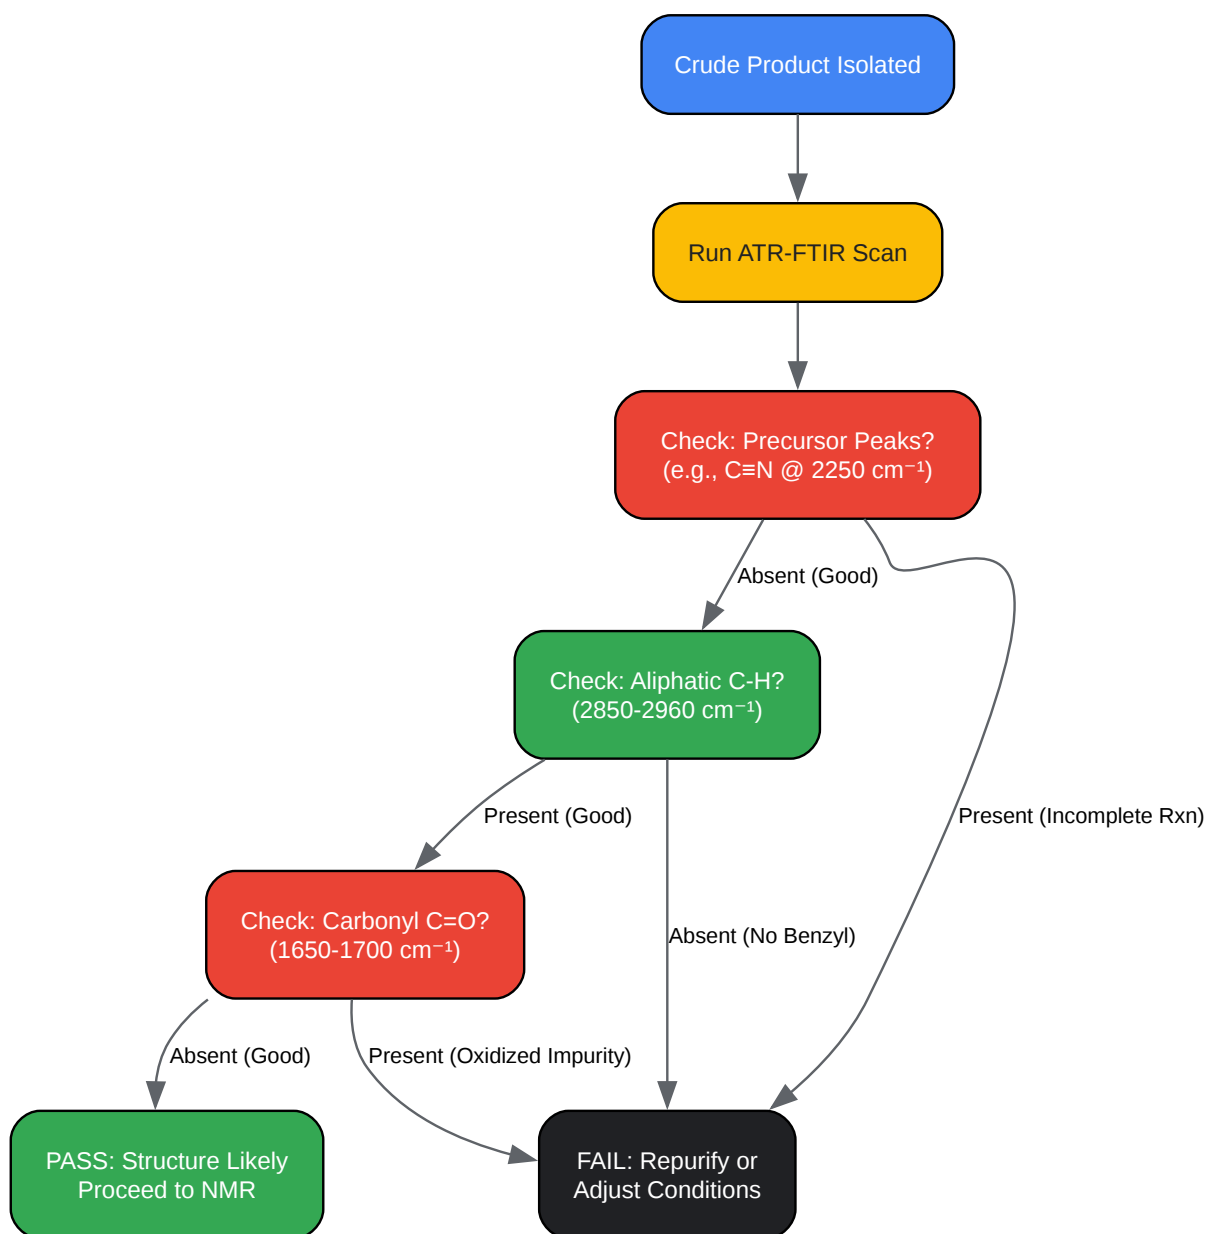 Crude Product Isolated
Run ATR-FTIR Scan
Check: Precursor Peaks?
(e.g., C≡N @ 2250 cm⁻¹)
Absent (Good)
Check: Aliphatic C-H?
(2850-2960 cm⁻¹)
Present (Good)
Present (Incomplete Rxn)
Check: Carbonyl C=O?
(1650-1700 cm⁻¹)
Absent (No Benzyl)
Absent (Good)
Present (Oxidized Impurity)
PASS: Structure Likely
Proceed to NMR
FAIL: Repurify or
Adjust Conditions